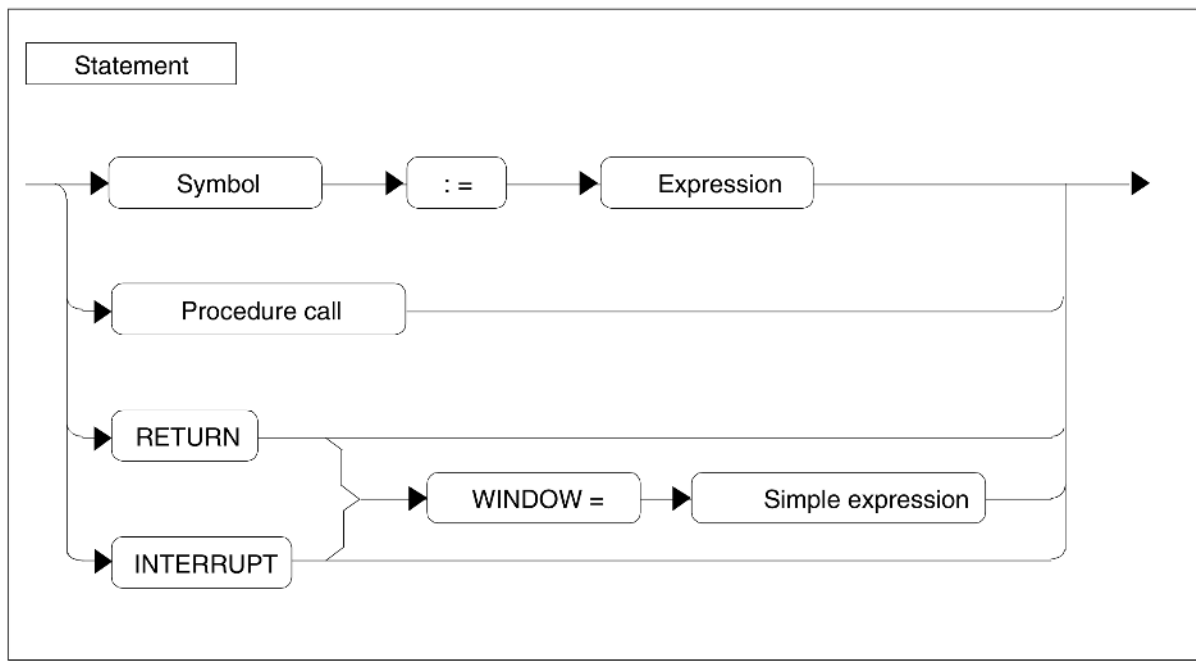 Statement
Symbol : = Expression
Procedure call
RETURN
WINDOW = Simple expression
INTERRUPT